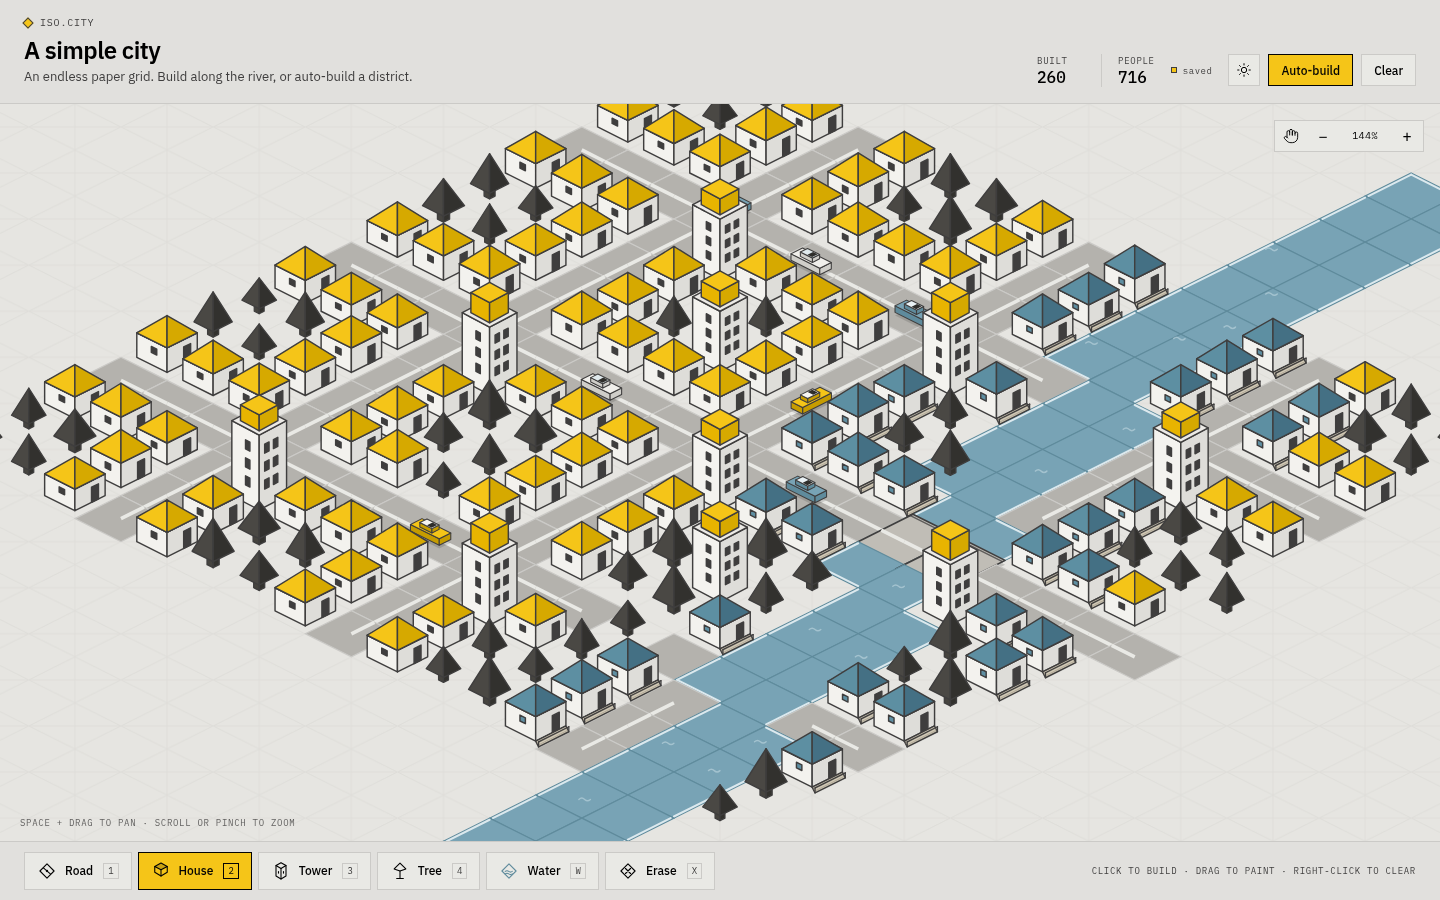 ISO.CITY
A simple city
An endless paper grid. Build along the river, or auto-build a district.
BUILT
260
PEOPLE
716
saved
Auto-build
Clear
144%
SPACE + DRAG TO PAN · SCROLL OR PINCH TO ZOOM
Road 1
House 2
Tower 3
Tree 4
Water W
Erase X
CLICK TO BUILD · DRAG TO PAINT · RIGHT-CLICK TO CLEAR